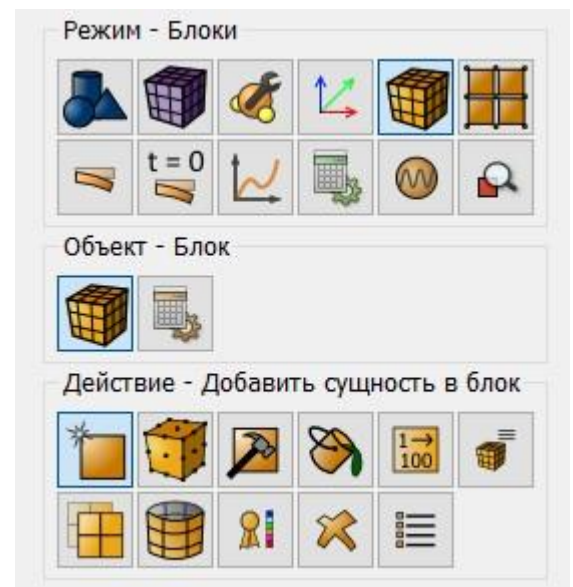 Режим - Блоки
t = 0
Объект - Блок
Действие - Добавить сущность в блок
1→
100